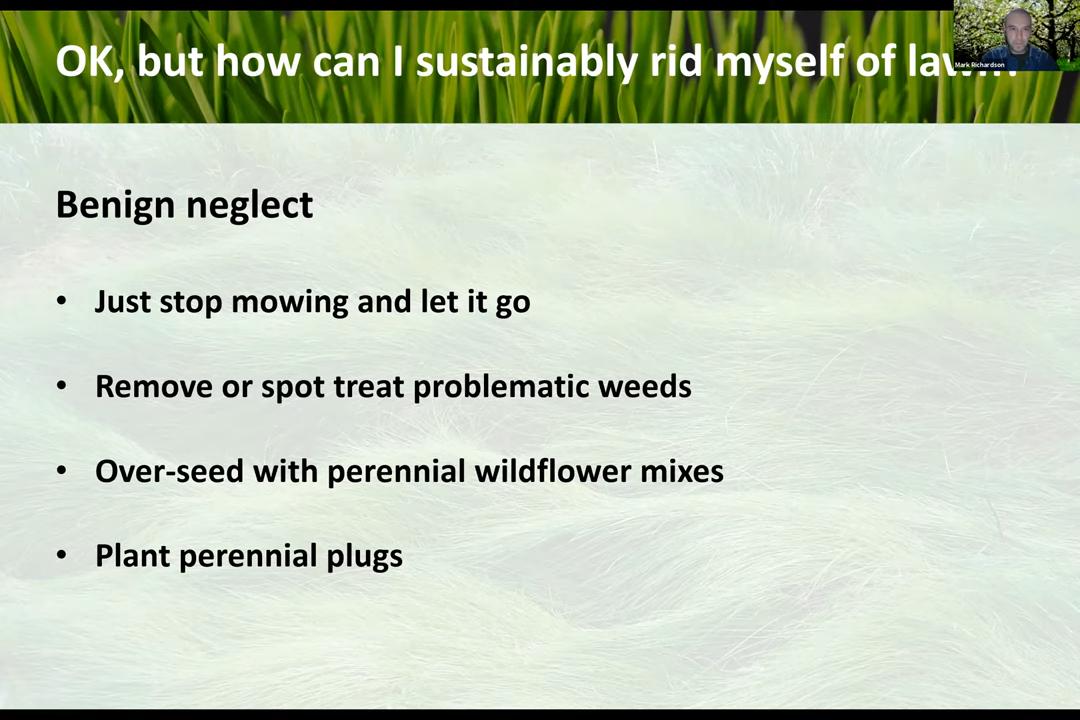 OK, but how can I sustainably rid myself of
Mark Richardson
Benign neglect
• Just stop mowing and let it go
• Remove or spot treat problematic weeds
• Over-seed with perennial wildflower mixes
• Plant perennial plugs